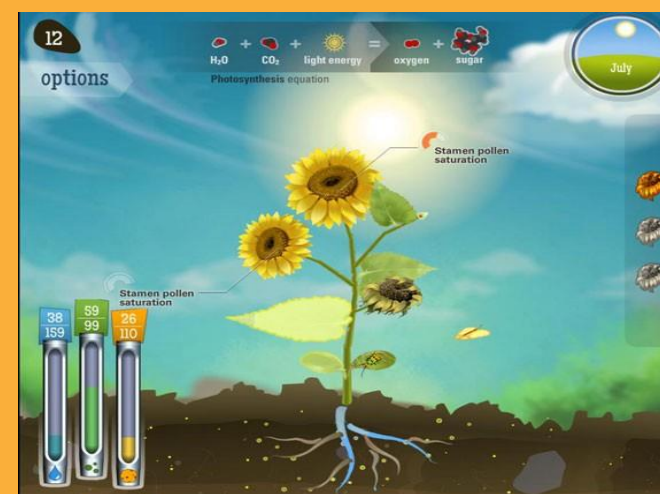 12
options
H₂O + CO₂ + light energy = oxygen + sugar
Photosynthesis equation
July
Stamen pollen
saturation
Stamen pollen
saturation
38
159
59
99
26
110